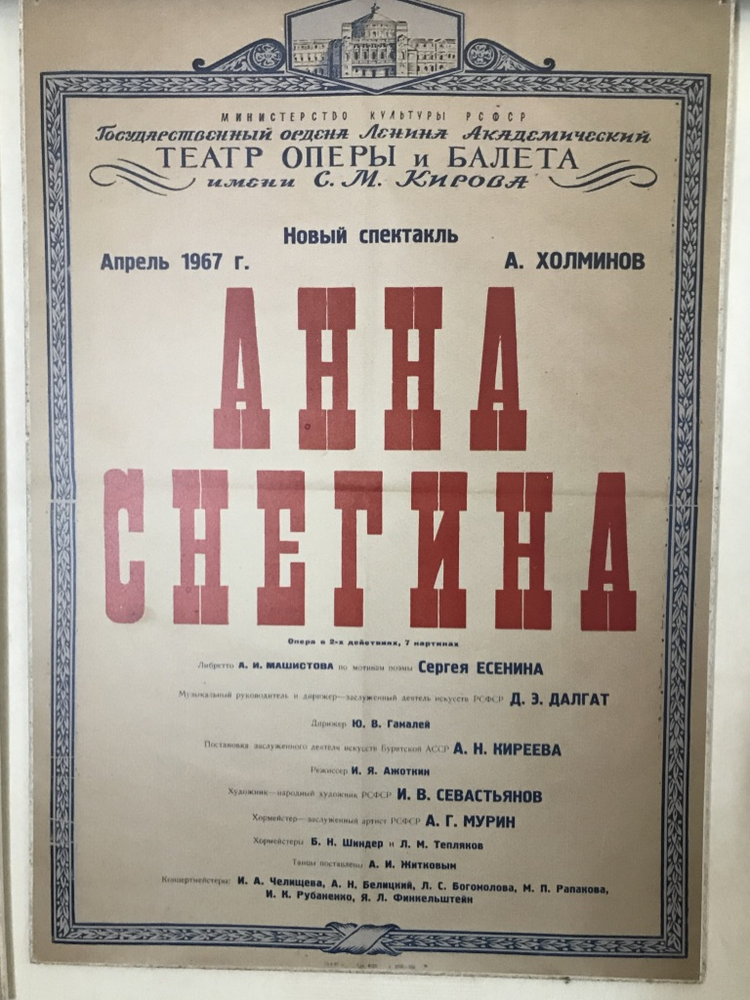 МИНИСТЕРСТВО КУЛЬТУРЫ РСФСР
Государственный ордена Ленина Академический
ТЕАТР ОПЕРЫ и БАЛЕТА
имени С. М. Кирова
Новый спектакль
Апрель 1967 г. А. ХОЛМИНОВ
АННА
СНЕГИНА
Опера в 2-х действиях, 7 картинах
Либретто А. И. МАШИСТОВА по мотивам поэмы Сергея ЕСЕНИНА
Музыкальный руководитель и дирижер—заслуженный деятель искусств РСФСР Д. Э. ДАЛГАТ
Дирижер Ю. В. Гамалей
Постановка заслуженного деятеля искусств Бурятской АССР А. Н. КИРЕЕВА
Режиссер И. Я. Ажоткин
Художник—народный художник РСФСР И. В. СЕВАСТЬЯНОВ
Хормейстер—заслуженный артист РСФСР А. Г. МУРИН
Хормейстеры Б. Н. Шиндер и Л. М. Тепляков
Танцы поставлены А. И. Житковым
Концертмейстеры: И. А. Челищева, А. Н. Белицкий, Л. С. Богомолова, М. П. Рапакова,
И. К. Рубаненко, Я. Л. Финкельштейн